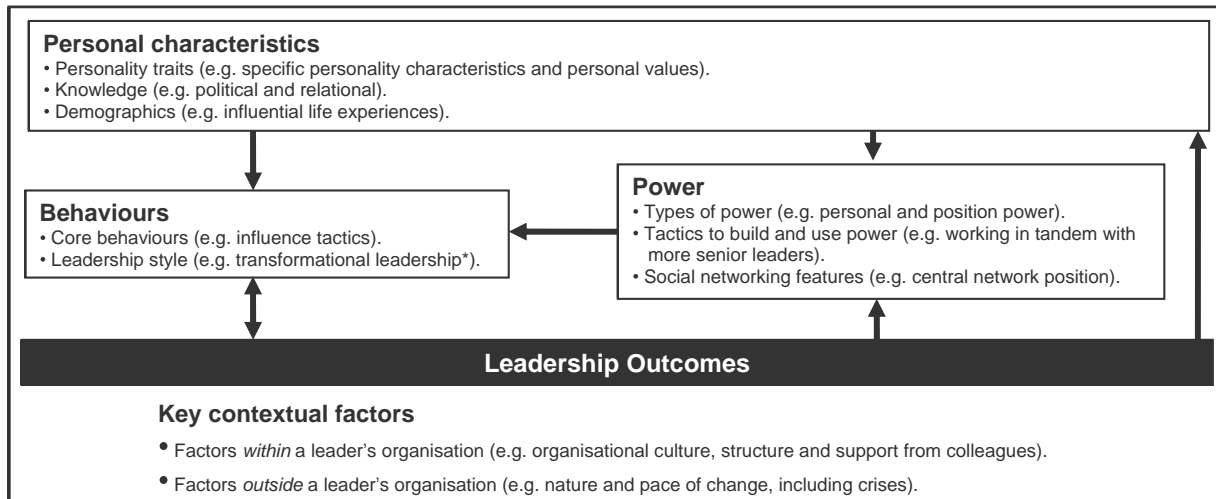 Personal characteristics
• Personality traits (e.g. specific personality characteristics and personal values).
• Knowledge (e.g. political and relational).
• Demographics (e.g. influential life experiences).
Behaviours
• Core behaviours (e.g. influence tactics).
• Leadership style (e.g. transformational leadership*).
Power
• Types of power (e.g. personal and position power).
• Tactics to build and use power (e.g. working in tandem with
more senior leaders).
• Social networking features (e.g. central network position).
Leadership Outcomes
Key contextual factors
• Factors within a leader’s organisation (e.g. organisational culture, structure and support from colleagues).
• Factors outside a leader’s organisation (e.g. nature and pace of change, including crises).